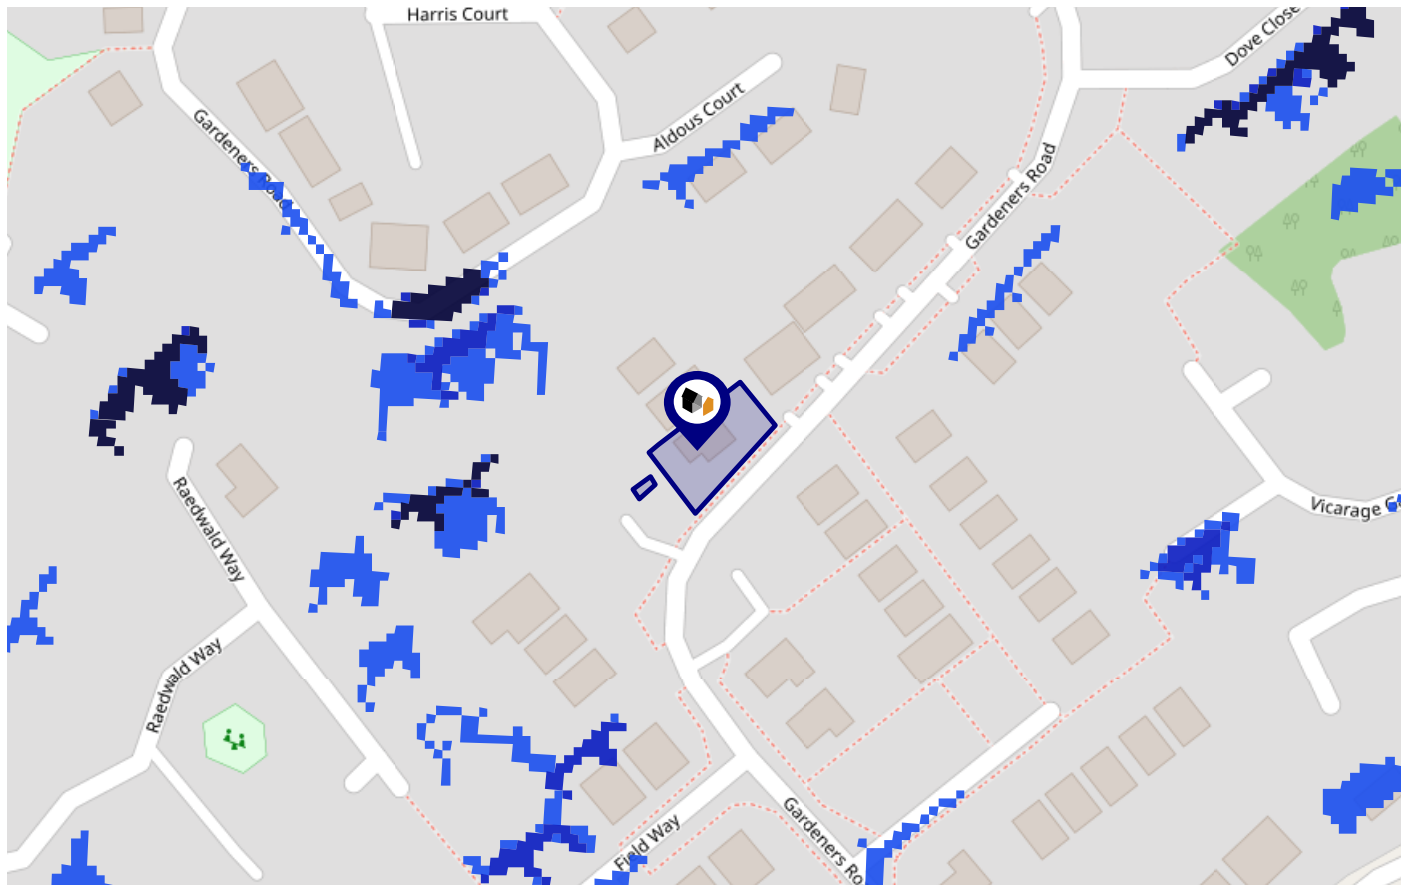 Harris Court
Dove Close
Aldous Court
Gardeners Road
Gardeners Road
Raedwald Way
Vicarage
Raedwald Way
Gardeners Ro
Field Way